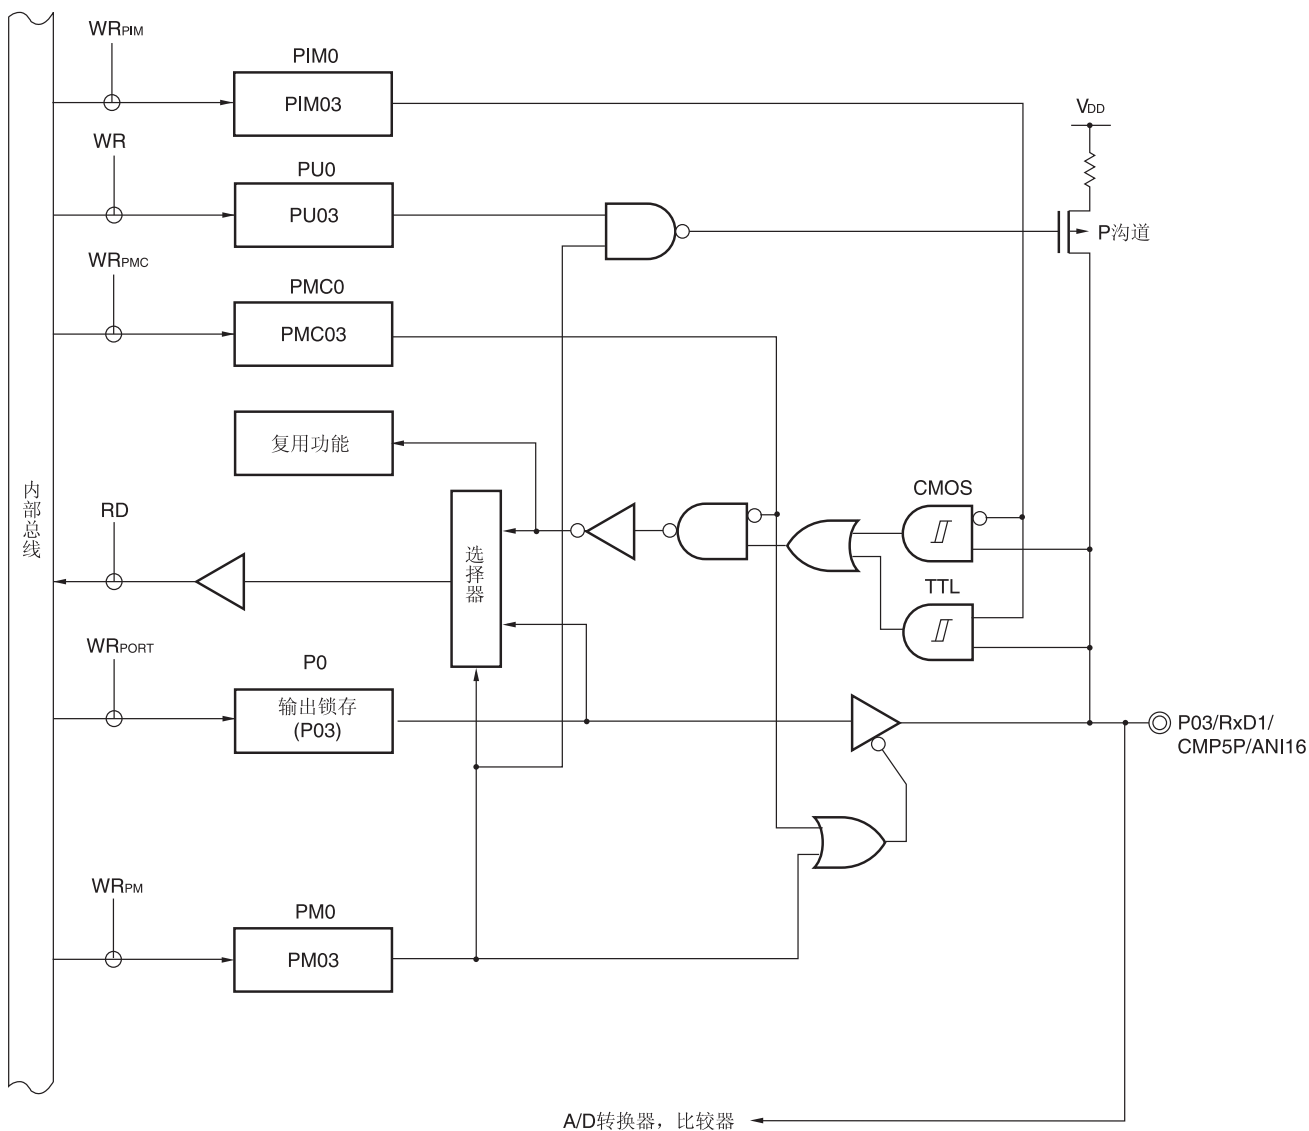 WRPIM
PIM0
PIM03
VDD
WR
PU0
PU03
P沟道
WRPMC
PMC0
PMC03
复用功能
内部总线
RD
选择器
CMOS
TTL
WRPORT
P0
输出锁存
(P03)
P03/RxD1/
CMP5P/ANI16
WRPM
PM0
PM03
A/D转换器，比较器